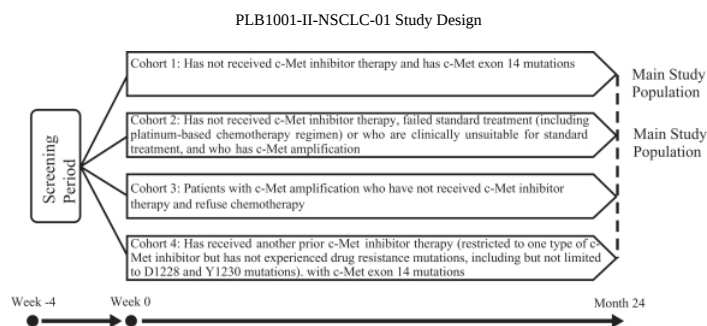 PLB1001-II-NSCLC-01 Study Design
Cohort 1: Has not received c-Met inhibitor therapy and has c-Met exon 14 mutations
Main Study
Population
Cohort 2: Has not received c-Met inhibitor therapy, failed standard treatment (including
platinum-based chemotherapy regimen) or who are clinically unsuitable for standard
treatment, and who has c-Met amplification
Main Study
Population
Screening
Period
Cohort 3: Patients with c-Met amplification who have not received c-Met inhibitor
therapy and refuse chemotherapy
Cohort 4: Has received another prior c-Met inhibitor therapy (restricted to one type of c-
Met inhibitor but has not experienced drug resistance mutations, including but not limited
to D1228 and Y1230 mutations). with c-Met exon 14 mutations
Week -4
Week 0
Month 24